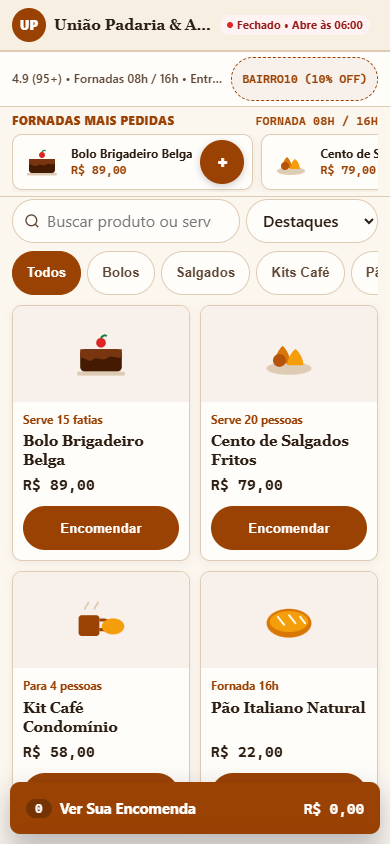 UP União Padaria & A... Fechado • Abre às 06:00
4.9 (95+) • Fornadas 08h / 16h • Entr... BAIRRO10 (10% OFF)
FORNADAS MAIS PEDIDAS FORNADA 08H / 16H
Bolo Brigadeiro Belga
R$ 89,00
+
Cento de S
R$ 79,00
Buscar produto ou serv Destaques
Todos Bolos Salgados Kits Café Pã
Serve 15 fatias
Bolo Brigadeiro
Belga
R$ 89,00
Encomendar
Serve 20 pessoas
Cento de Salgados
Fritos
R$ 79,00
Encomendar
Para 4 pessoas
Kit Café
Condomínio
R$ 58,00
Fornada 16h
Pão Italiano Natural
R$ 22,00
0 Ver Sua Encomenda R$ 0,00